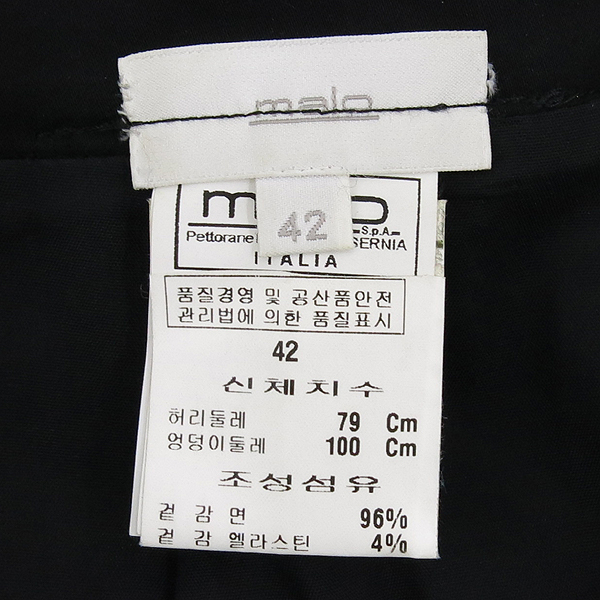 malo
malo
42
S.p.A.
Pettorane SERNIA
ITALIA
품질경영 및 공산품안전
관리법에 의한 품질표시
42
신체치수
허리둘레 79 Cm
엉덩이둘레 100 Cm
조성섬유
겉감면 96%
겉감 엘라스틴 4%